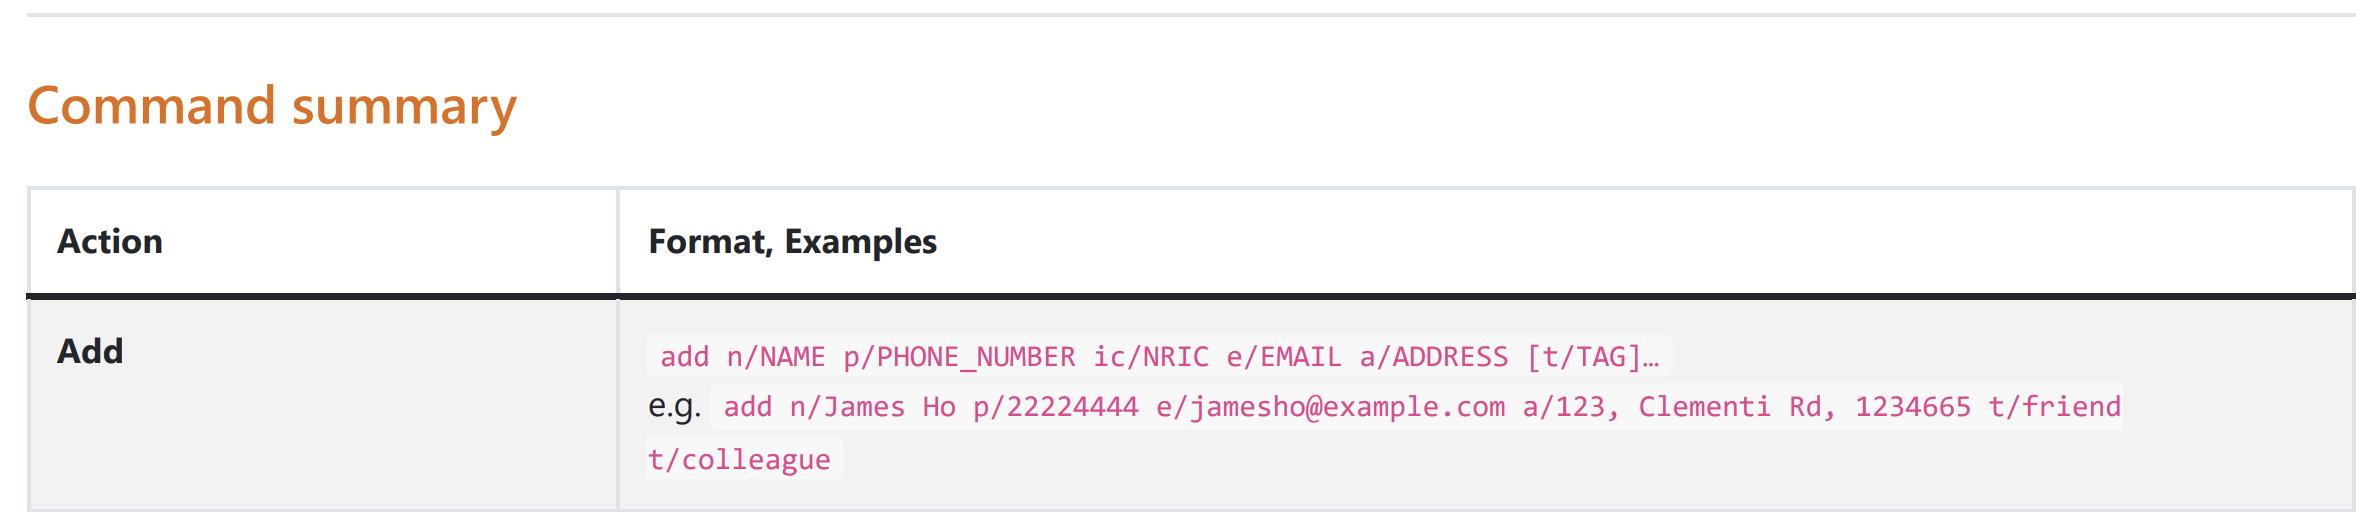 Command summary
Action
Format, Examples
Add
add n/NAME p/PHONE_NUMBER ic/NRIC e/EMAIL a/ADDRESS [t/TAG]…
e.g. add n/James Ho p/22224444 e/jamesho@example.com a/123, Clementi Rd, 1234665 t/friend
t/colleague